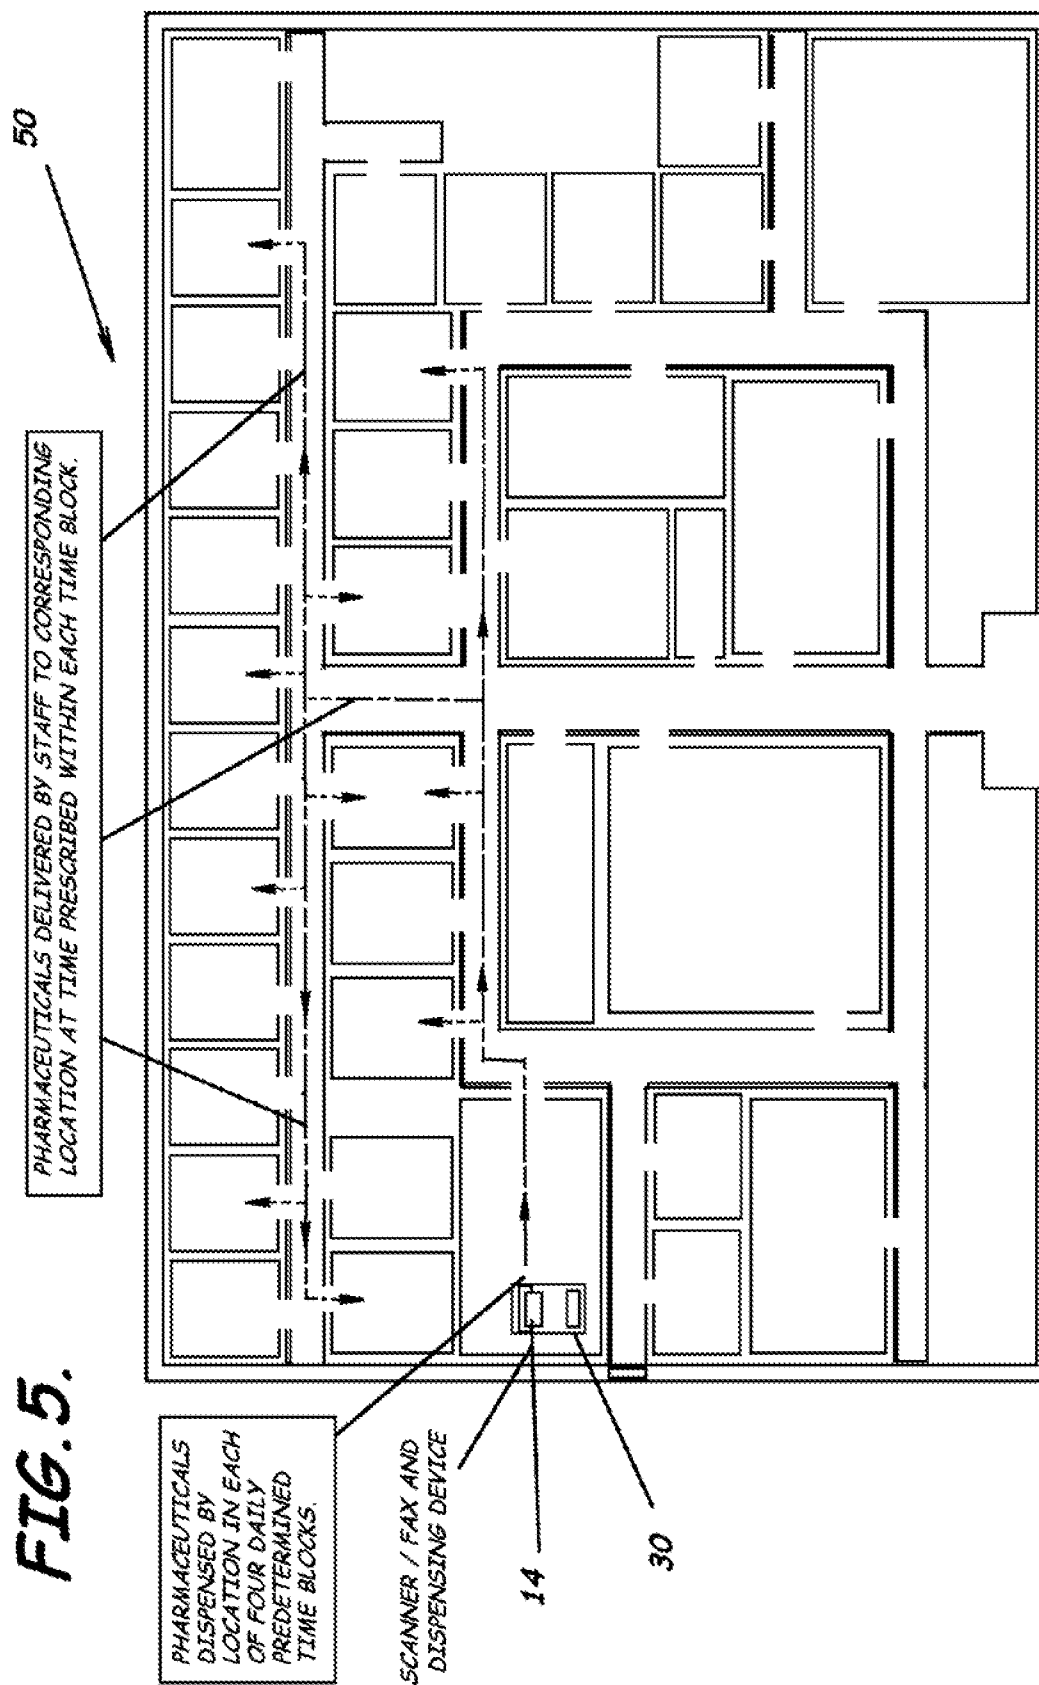 FIG. 5.
PHARMACEUTICALS DELIVERED BY STAFF TO CORRESPONDING
LOCATION AT TIME PRESCRIBED WITHIN EACH TIME BLOCK.
50
PHARMACEUTICALS
DISPENSED BY
LOCATION IN EACH
OF FOUR DAILY
PREDETERMINED
TIME BLOCKS.
SCANNER / FAX AND
DISPENSING DEVICE
14
30